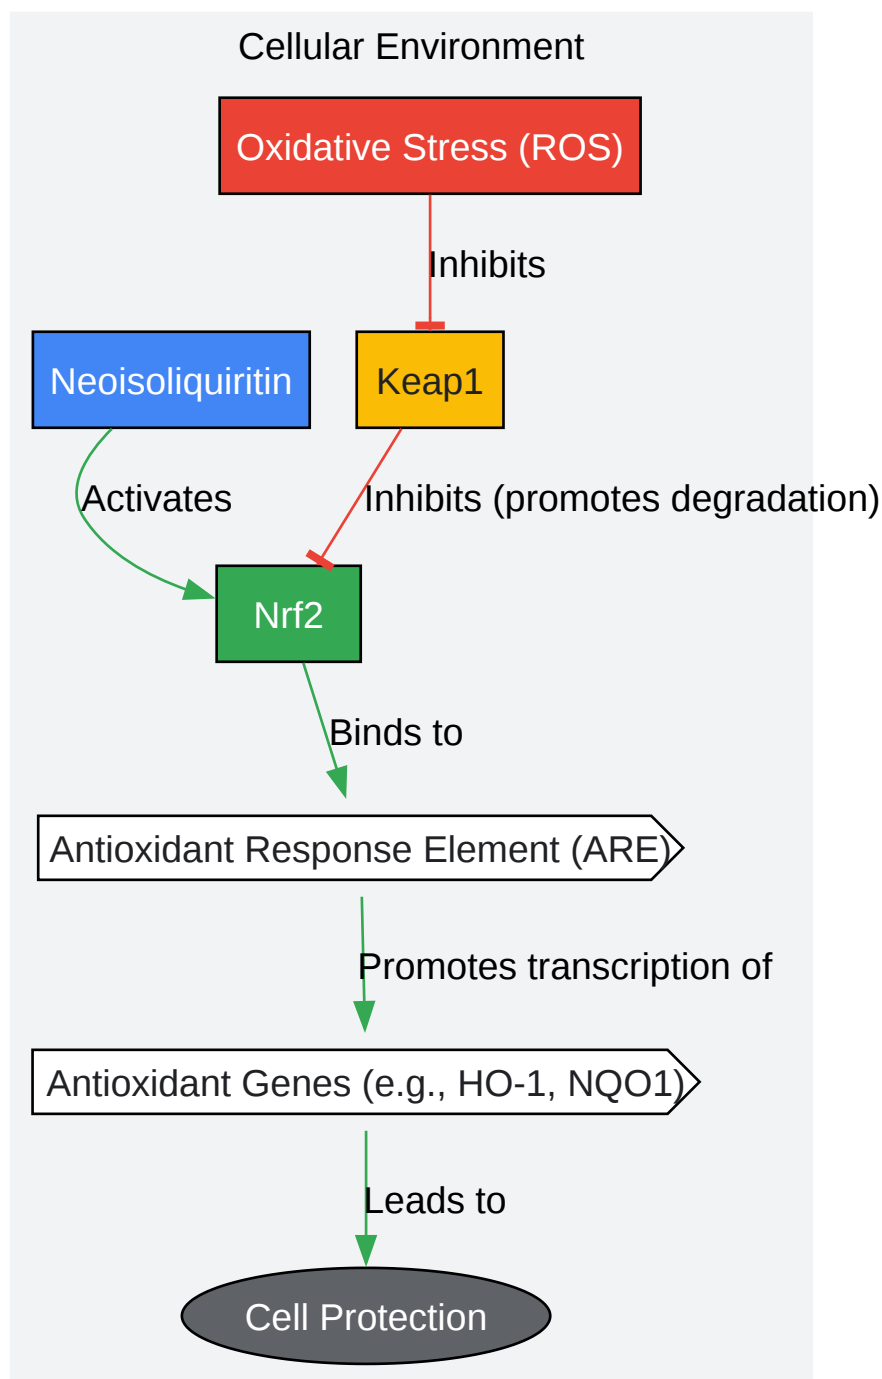 Cellular Environment
Oxidative Stress (ROS)
Inhibits
Neoisoliquiritin
Keap1
Activates
Inhibits (promotes degradation)
Nrf2
Binds to
Antioxidant Response Element (ARE)
Promotes transcription of
Antioxidant Genes (e.g., HO-1, NQO1)
Leads to
Cell Protection